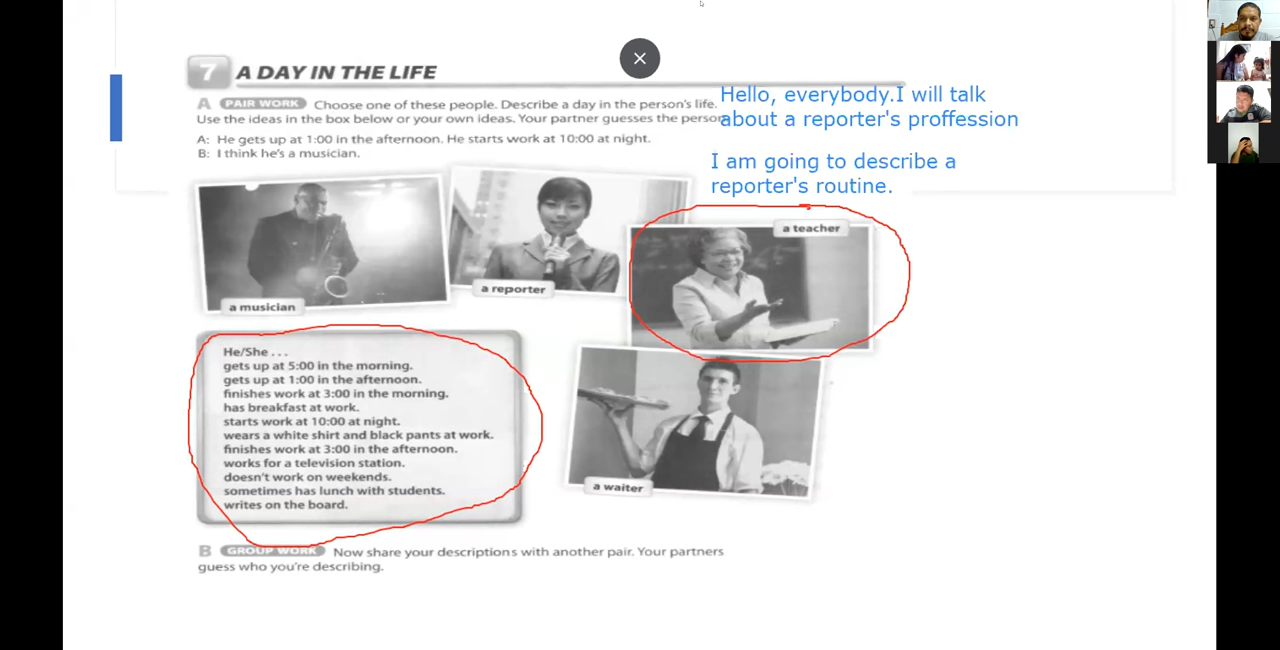 7 A DAY IN THE LIFE
A PAIR WORK Choose one of these people. Describe a day in the person's life.
Use the ideas in the box below or your own ideas. Your partner guesses the person
A: He gets up at 1:00 in the afternoon. He starts work at 10:00 at night.
B: I think he's a musician.
Hello, everybody.I will talk
about a reporter's proffession
I am going to describe a
reporter's routine.
a musician
a reporter
a teacher
He/She . . .
gets up at 5:00 in the morning.
gets up at 1:00 in the afternoon.
finishes work at 3:00 in the morning.
has breakfast at work.
starts work at 10:00 at night.
wears a white shirt and black pants at work.
finishes work at 3:00 in the afternoon.
works for a television station.
doesn't work on weekends.
sometimes has lunch with students.
writes on the board.
a waiter
B GROUP WORK Now share your descriptions with another pair. Your partners
guess who you're describing.